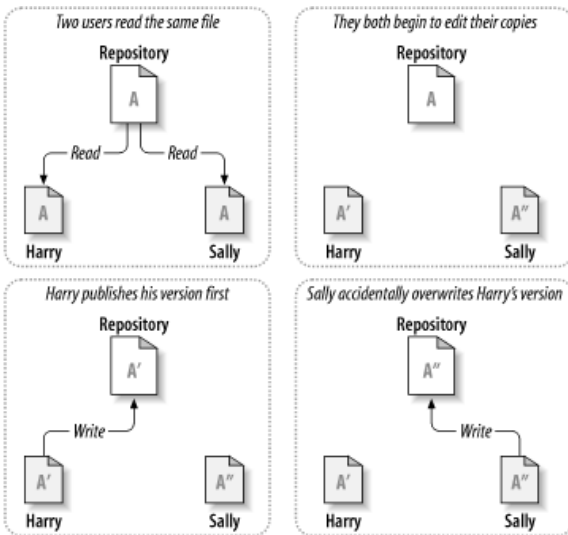 Two users read the same file
Repository
A
Read
Read
A
A
Harry
Sally
They both begin to edit their copies
Repository
A
A′
A″
Harry
Sally
Harry publishes his version first
Repository
A′
Write
A′
A″
Harry
Sally
Sally accidentally overwrites Harry's version
Repository
A″
Write
A′
A″
Harry
Sally